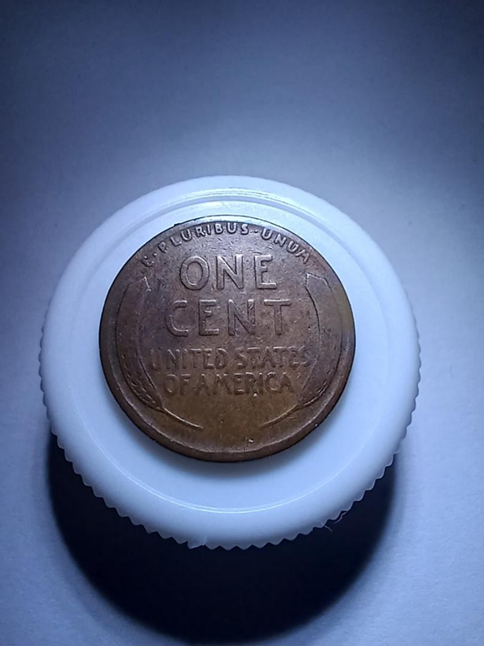 E·PLURIBUS·UNUM
ONE
CENT
UNITED STATES
OF AMERICA